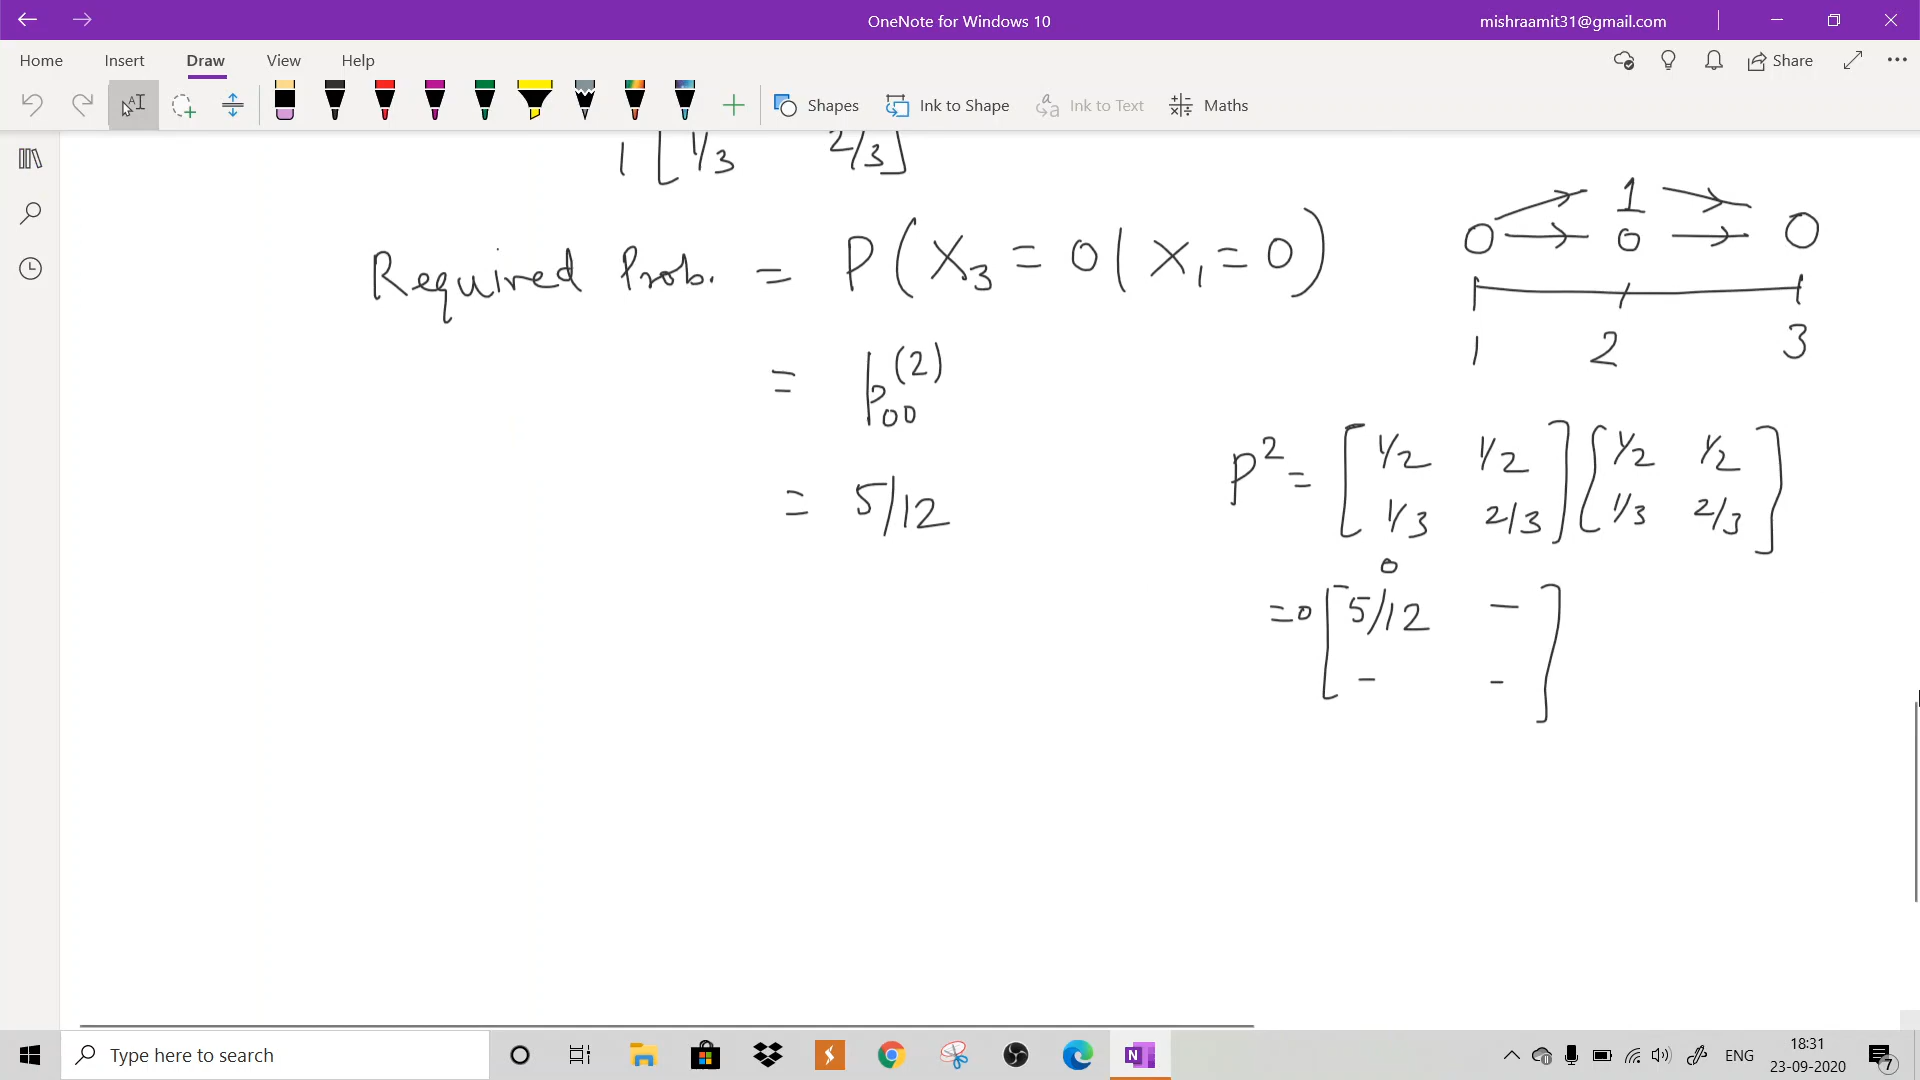 OneNote for Windows 10
mishraamit31@gmail.com
Home Insert Draw View Help
Share
Shapes Ink to Shape Ink to Text Maths
1 [ 1/3 2/3 ]
Required Prob. = P( X₃ = 0 | X₁ = 0 )
0 → 1 → 0
0 → 0 → 0
1 2 3
= p₀₀⁽²⁾
= 5/12
P² = [ 1/2 1/2 ] [ 1/2 1/2 ]
[ 1/3 2/3 ] [ 1/3 2/3 ]
0
= 0 [ 5/12 — ]
[ - - ]
Type here to search
ENG
18:31
23-09-2020
7